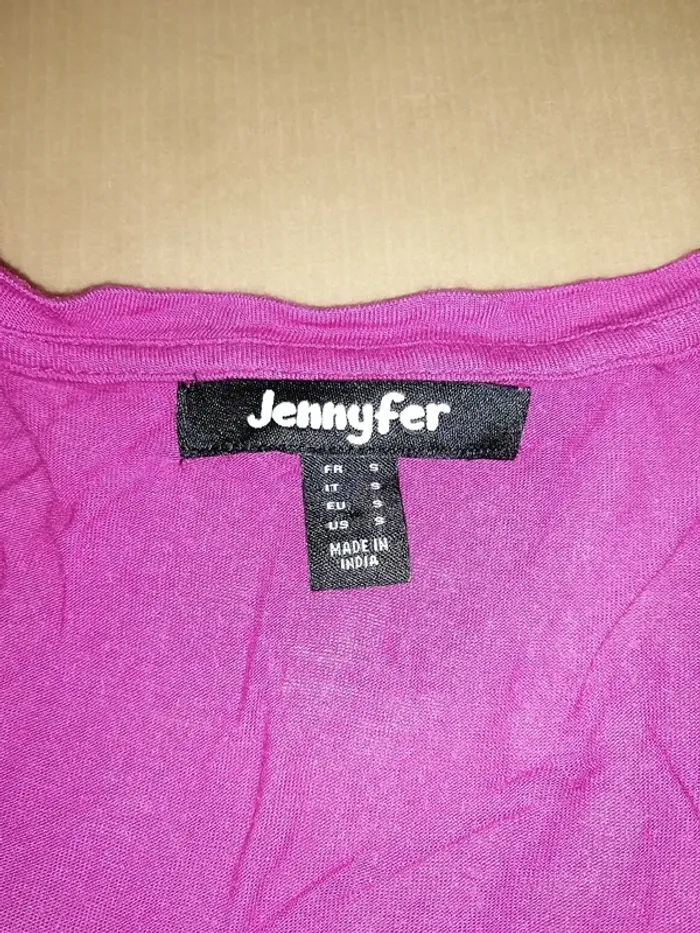 Jennyfer
FR S
IT S
EU S
US S
MADE IN
INDIA